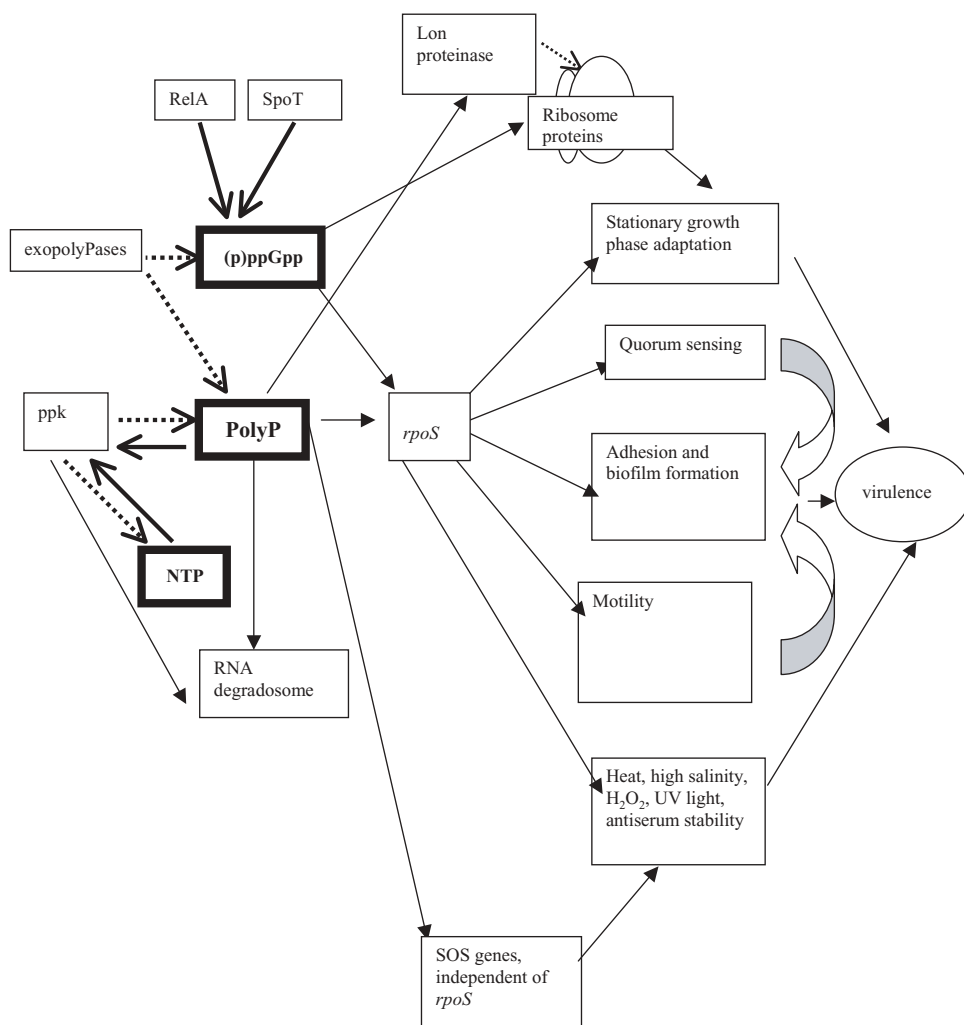 Lon
proteinase
RelA
SpoT
Ribosome
proteins
Stationary growth
phase adaptation
exopolyPases
(p)ppGpp
Quorum sensing
ppk
PolyP
rpoS
Adhesion and
biofilm formation
virulence
NTP
Motility
RNA
degradosome
Heat, high salinity,
H₂O₂, UV light,
antiserum stability
SOS genes,
independent of
rpoS